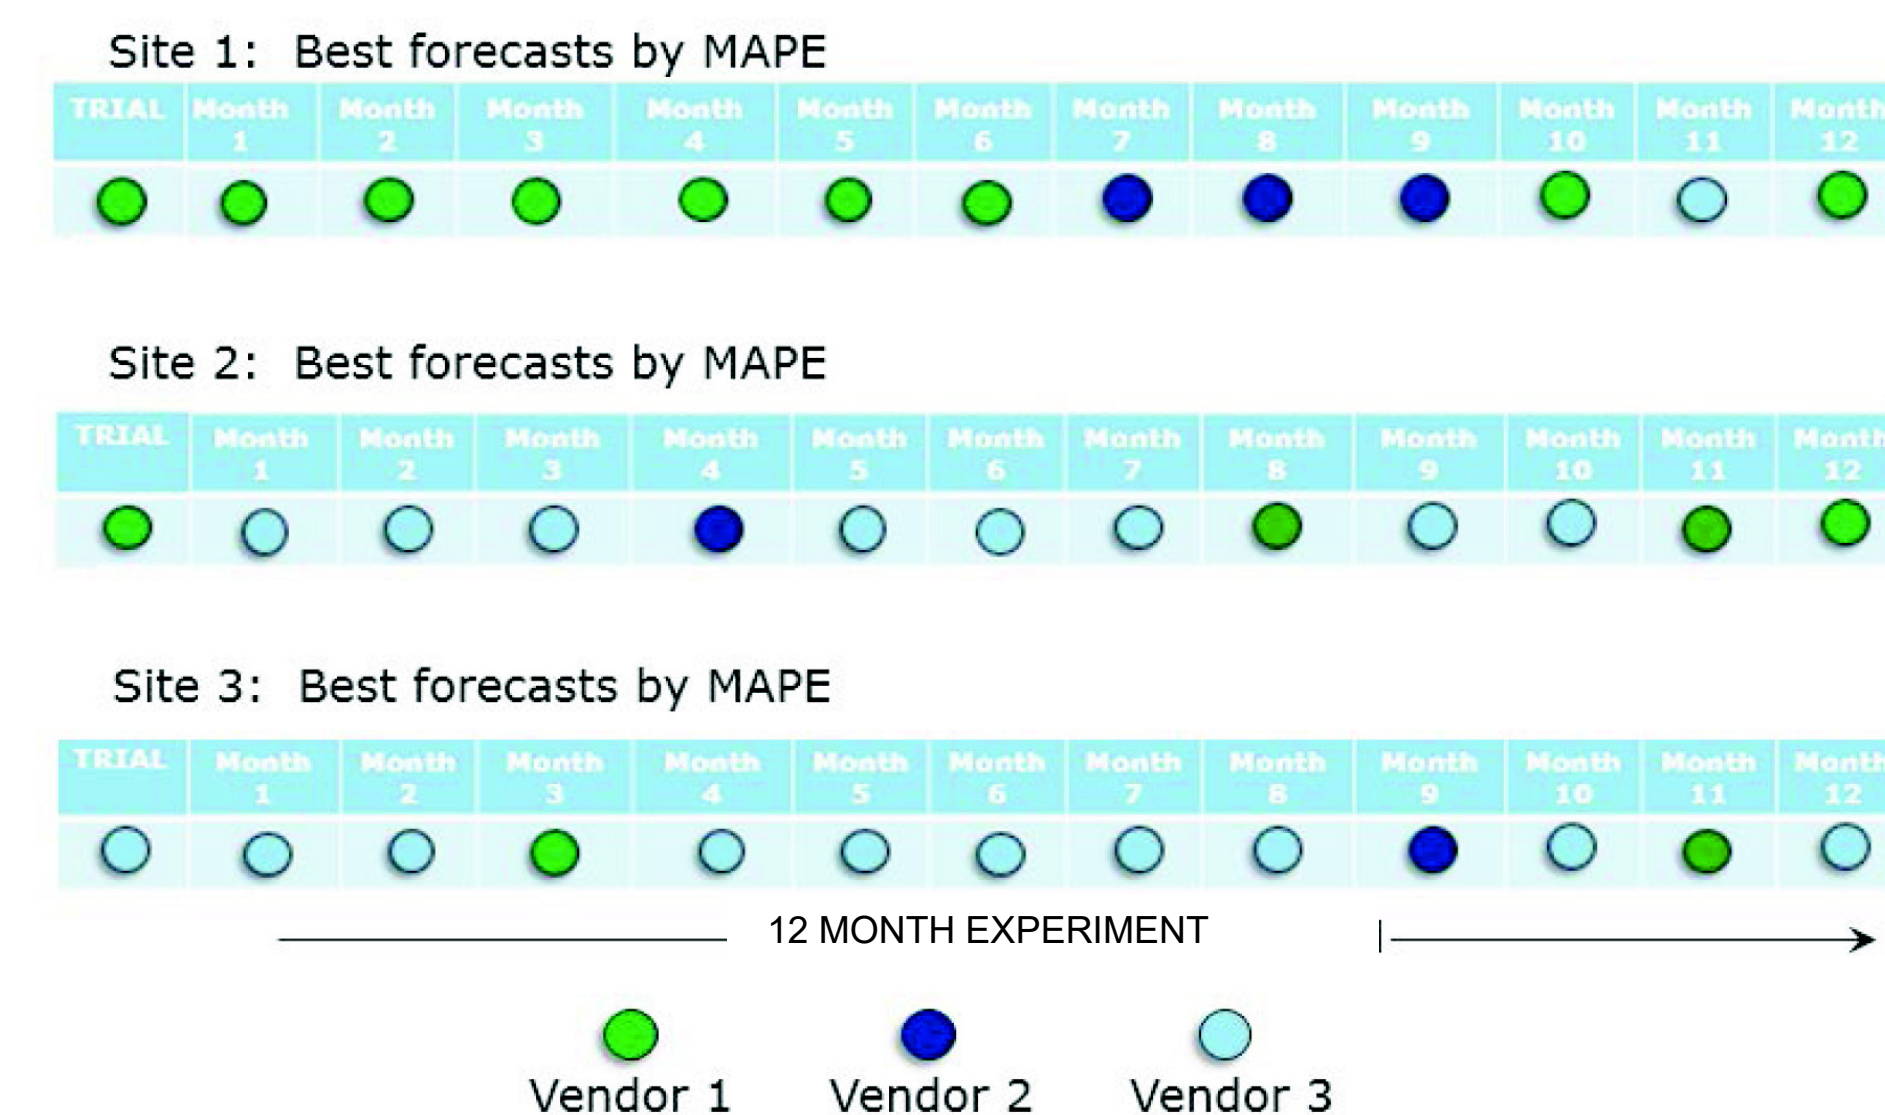 Site 1: Best forecasts by MAPE
TRIAL Month Month Month Month Month Month Month Month Month Month Month Month
1 2 3 4 5 6 7 8 9 10 11 12
Site 2: Best forecasts by MAPE
TRIAL Month Month Month Month Month Month Month Month Month Month Month Month
1 2 3 4 5 6 7 8 9 10 11 12
Site 3: Best forecasts by MAPE
TRIAL Month Month Month Month Month Month Month Month Month Month Month Month
1 2 3 4 5 6 7 8 9 10 11 12
12 MONTH EXPERIMENT
Vendor 1 Vendor 2 Vendor 3